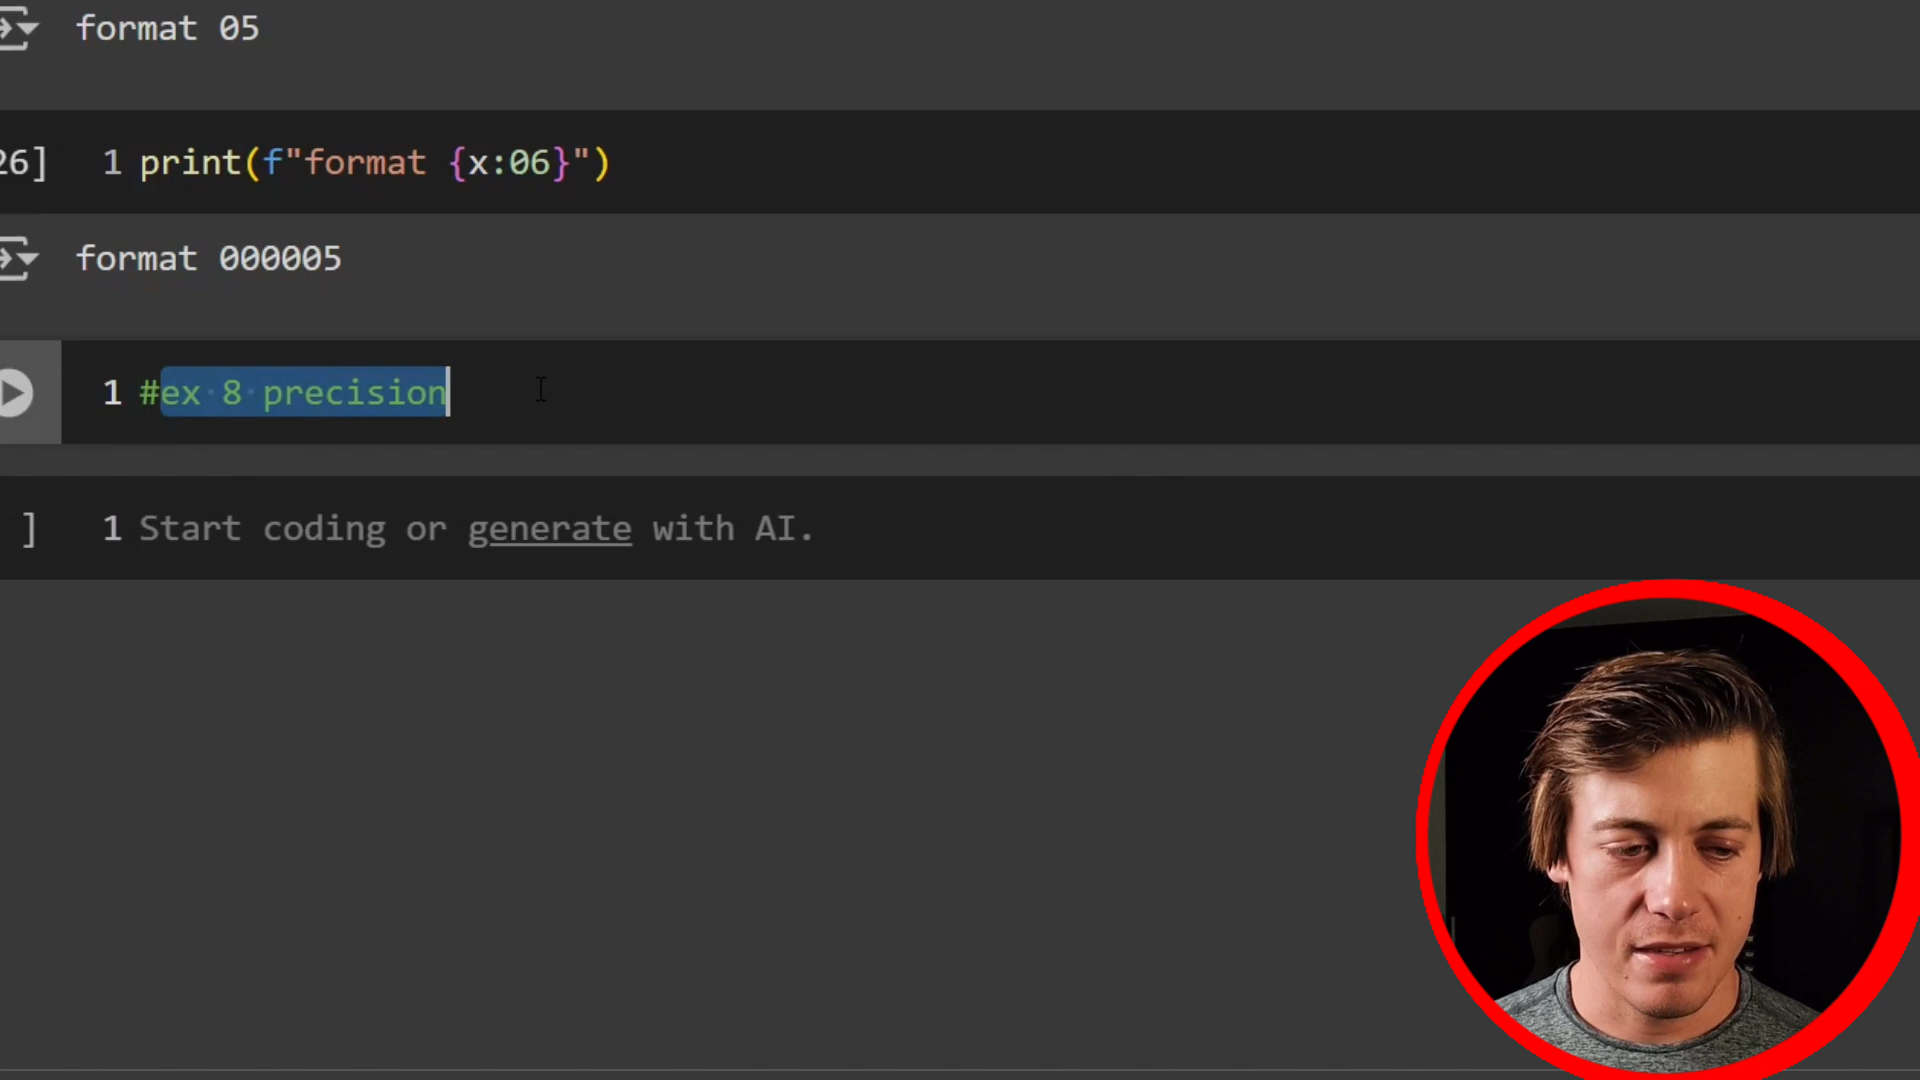 format 05
26] 1 print(f"format {x:06}")
format 000005
1 #ex 8 precision
] 1 Start coding or generate with AI.